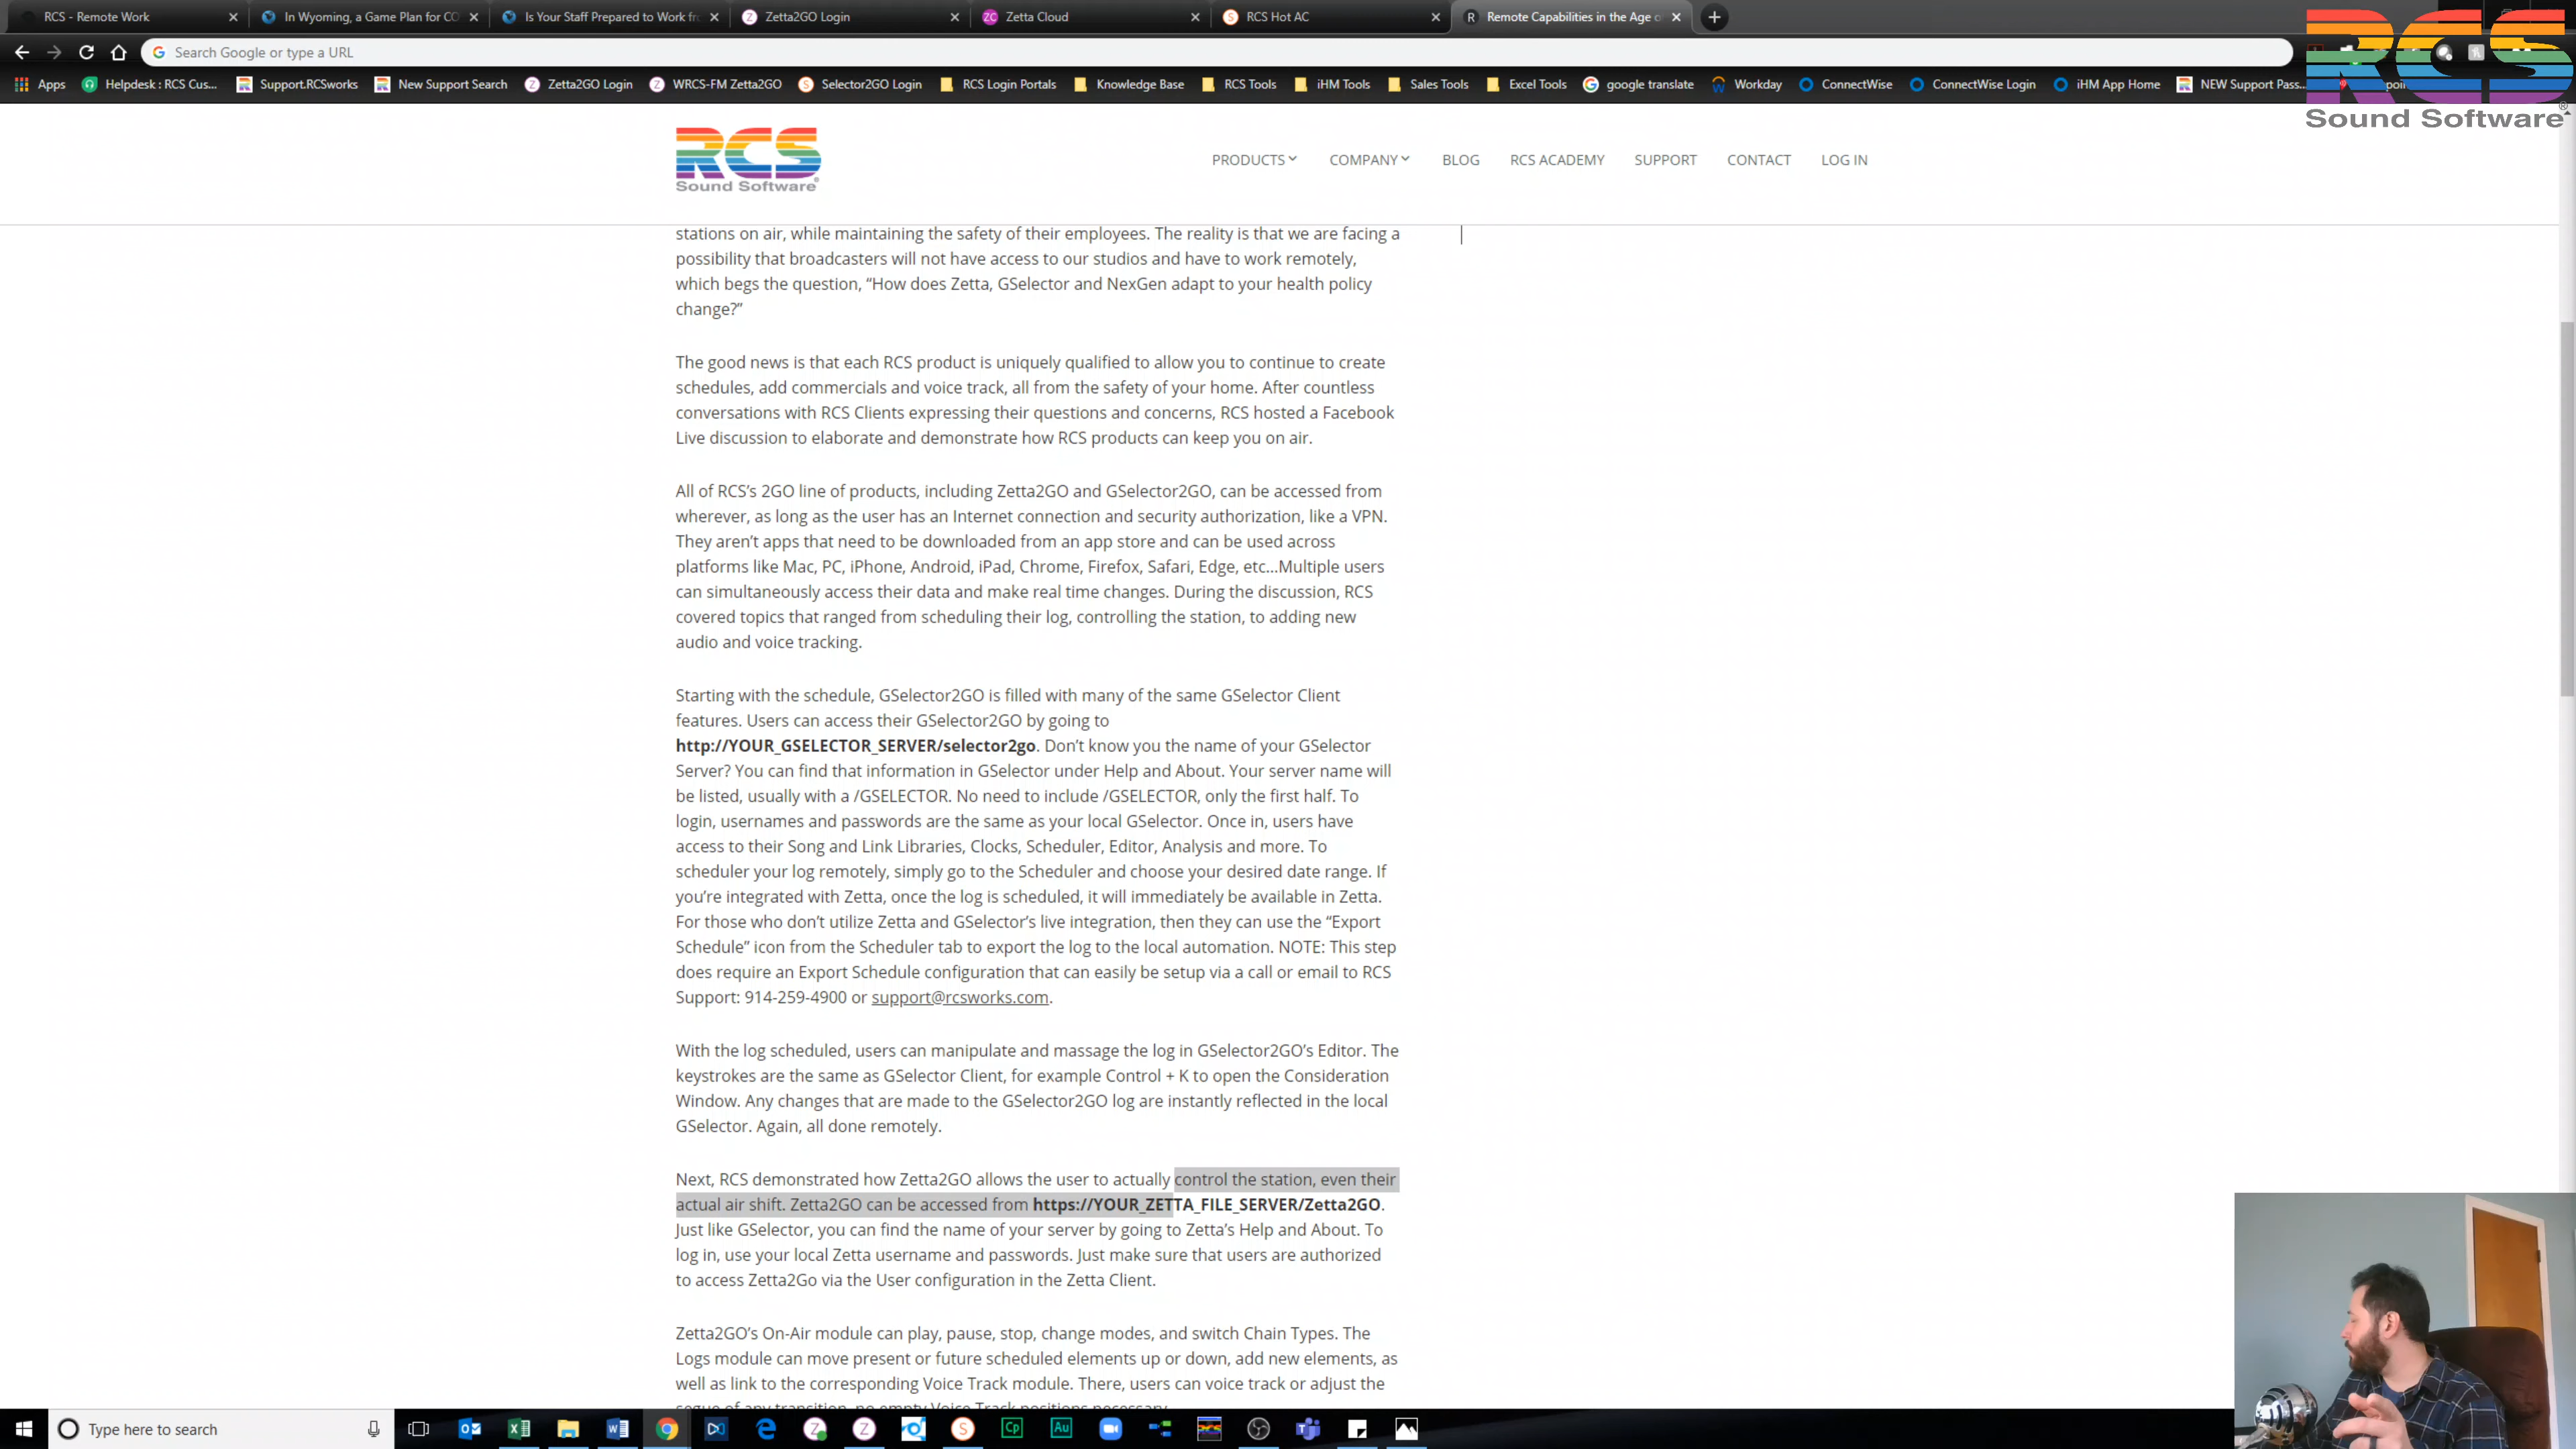 RCS - Remote Work
In Wyoming, a Game Plan for CO
Is Your Staff Prepared to Work fr
Zetta2GO Login
Zetta Cloud
RCS Hot AC
Remote Capabilities in the Age o
Search Google or type a URL
Apps
Helpdesk : RCS Cus...
Support.RCSworks
New Support Search
Zetta2GO Login
WRCS-FM Zetta2GO
Selector2GO Login
RCS Login Portals
Knowledge Base
RCS Tools
iHM Tools
Sales Tools
Excel Tools
google translate
Workday
ConnectWise
ConnectWise Login
iHM App Home
NEW Support Pass...
RCS
Sound Software®
RCS
Sound Software®
PRODUCTS
COMPANY
BLOG
RCS ACADEMY
SUPPORT
CONTACT
LOG IN
stations on air, while maintaining the safety of their employees. The reality is that we are facing a
possibility that broadcasters will not have access to our studios and have to work remotely,
which begs the question, “How does Zetta, GSelector and NexGen adapt to your health policy
change?”
The good news is that each RCS product is uniquely qualified to allow you to continue to create
schedules, add commercials and voice track, all from the safety of your home. After countless
conversations with RCS Clients expressing their questions and concerns, RCS hosted a Facebook
Live discussion to elaborate and demonstrate how RCS products can keep you on air.
All of RCS’s 2GO line of products, including Zetta2GO and GSelector2GO, can be accessed from
wherever, as long as the user has an Internet connection and security authorization, like a VPN.
They aren’t apps that need to be downloaded from an app store and can be used across
platforms like Mac, PC, iPhone, Android, iPad, Chrome, Firefox, Safari, Edge, etc...Multiple users
can simultaneously access their data and make real time changes. During the discussion, RCS
covered topics that ranged from scheduling their log, controlling the station, to adding new
audio and voice tracking.
Starting with the schedule, GSelector2GO is filled with many of the same GSelector Client
features. Users can access their GSelector2GO by going to
http://YOUR_GSELECTOR_SERVER/selector2go. Don’t know you the name of your GSelector
Server? You can find that information in GSelector under Help and About. Your server name will
be listed, usually with a /GSELECTOR. No need to include /GSELECTOR, only the first half. To
login, usernames and passwords are the same as your local GSelector. Once in, users have
access to their Song and Link Libraries, Clocks, Scheduler, Editor, Analysis and more. To
scheduler your log remotely, simply go to the Scheduler and choose your desired date range. If
you’re integrated with Zetta, once the log is scheduled, it will immediately be available in Zetta.
For those who don’t utilize Zetta and GSelector’s live integration, then they can use the “Export
Schedule” icon from the Scheduler tab to export the log to the local automation. NOTE: This step
does require an Export Schedule configuration that can easily be setup via a call or email to RCS
Support: 914-259-4900 or support@rcsworks.com.
With the log scheduled, users can manipulate and massage the log in GSelector2GO’s Editor. The
keystrokes are the same as GSelector Client, for example Control + K to open the Consideration
Window. Any changes that are made to the GSelector2GO log are instantly reflected in the local
GSelector. Again, all done remotely.
Next, RCS demonstrated how Zetta2GO allows the user to actually control the station, even their
actual air shift. Zetta2GO can be accessed from https://YOUR_ZETTA_FILE_SERVER/Zetta2GO.
Just like GSelector, you can find the name of your server by going to Zetta’s Help and About. To
log in, use your local Zetta username and passwords. Just make sure that users are authorized
to access Zetta2Go via the User configuration in the Zetta Client.
Zetta2GO’s On-Air module can play, pause, stop, change modes, and switch Chain Types. The
Logs module can move present or future scheduled elements up or down, add new elements, as
well as link to the corresponding Voice Track module. There, users can voice track or adjust the
segue of any transition, no empty Voice Track positions necessary.
Type here to search